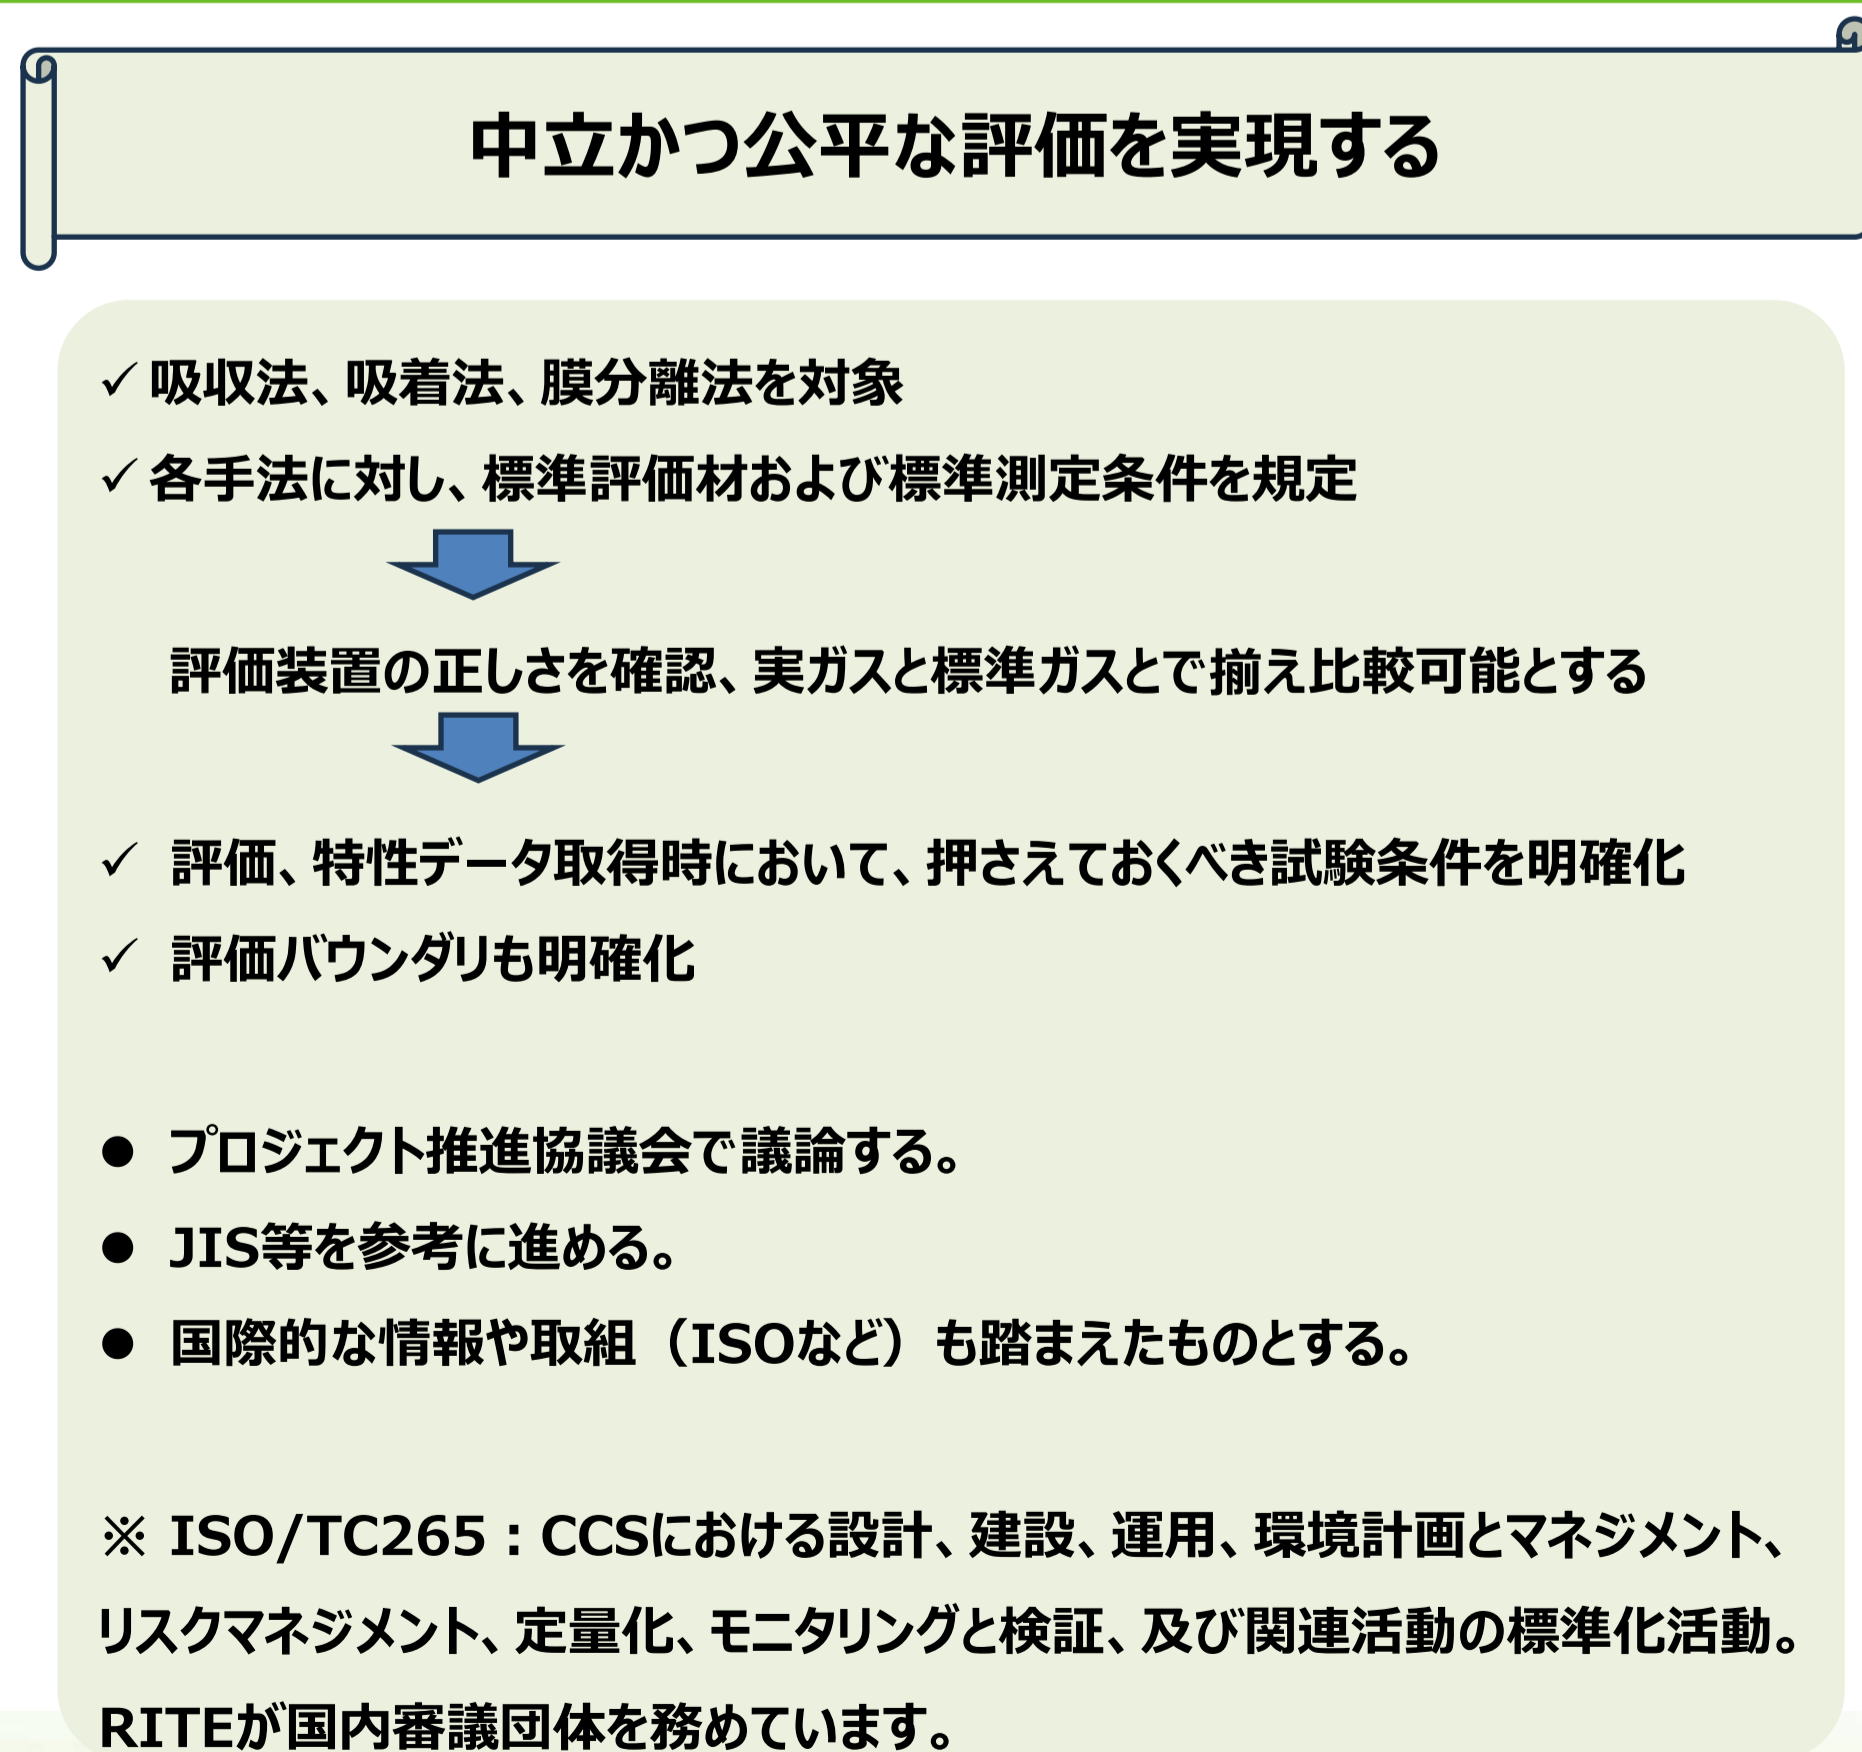 中立かつ公平な評価を実現する
✓吸収法、吸着法、膜分離法を対象
✓各手法に対し、標準評価材および標準測定条件を規定
評価装置の正しさを確認、実ガスと標準ガスとで揃え比較可能とする
✓ 評価、特性データ取得時において、押さえておくべき試験条件を明確化
✓ 評価バウンダリも明確化
● プロジェクト推進協議会で議論する。
● JIS等を参考に進める。
● 国際的な情報や取組（ISOなど）も踏まえたものとする。
※ ISO/TC265：CCSにおける設計、建設、運用、環境計画とマネジメント、
リスクマネジメント、定量化、モニタリングと検証、及び関連活動の標準化活動。
RITEが国内審議団体を務めています。